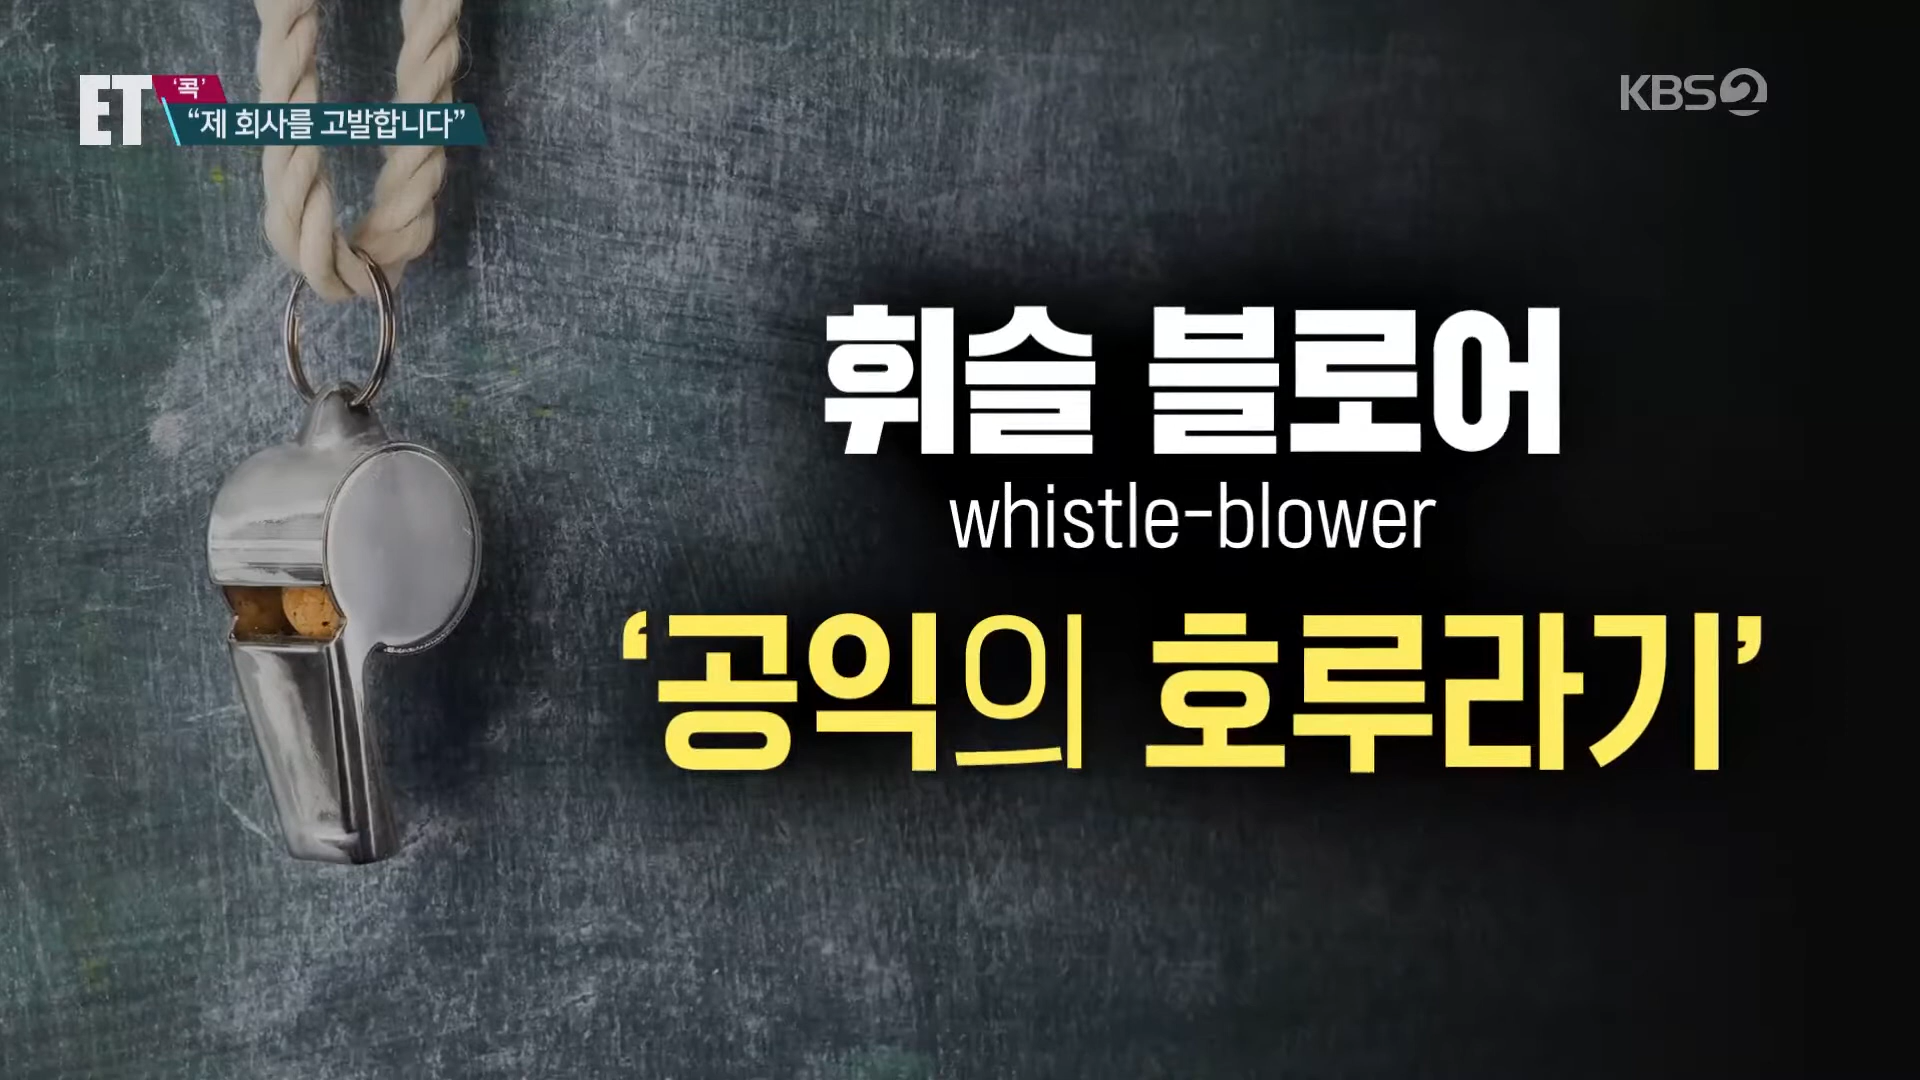 ET
‘콕’
“제 회사를 고발합니다”
KBS2
휘슬 블로어
whistle-blower
‘공익의 호루라기’